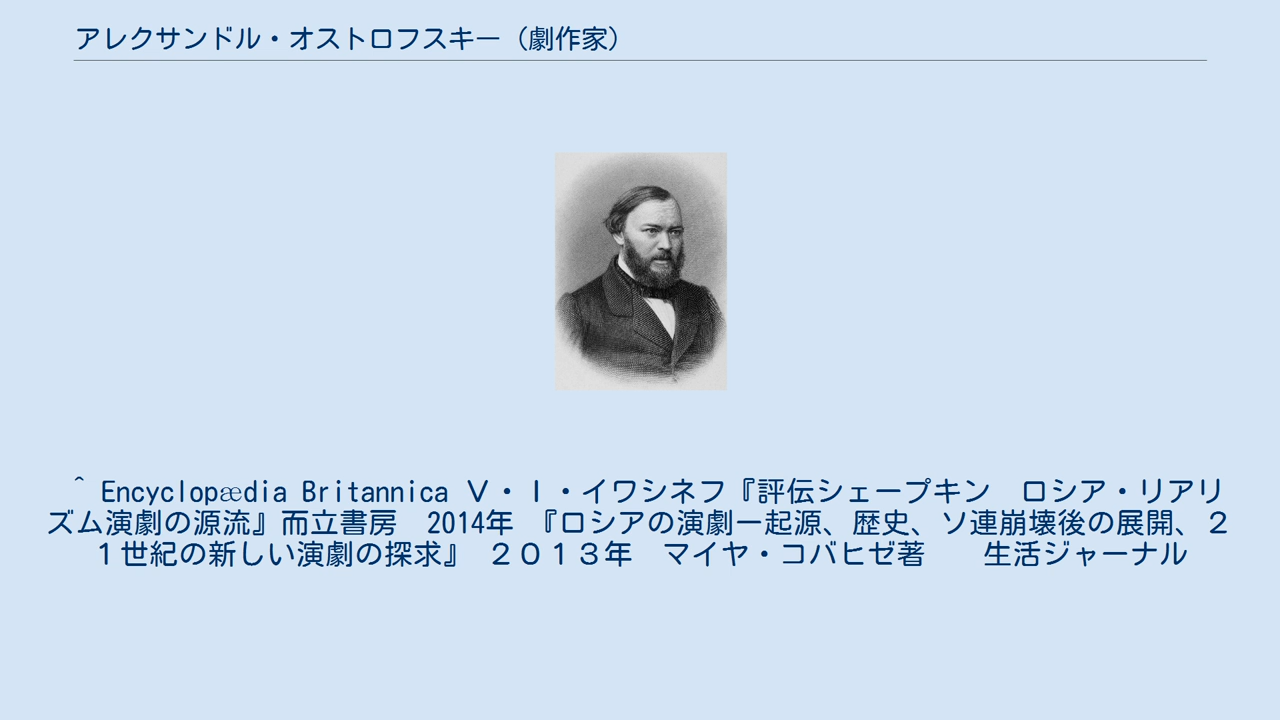 アレクサンドル・オストロフスキー（劇作家）
^ Encyclopædia Britannica Ｖ・Ｉ・イワシネフ『評伝シェープキン　ロシア・リアリ
ズム演劇の源流』而立書房　2014年 『ロシアの演劇ー起源、歴史、ソ連崩壊後の展開、２
１世紀の新しい演劇の探求』 ２０１３年　マイヤ・コバヒゼ著　　生活ジャーナル